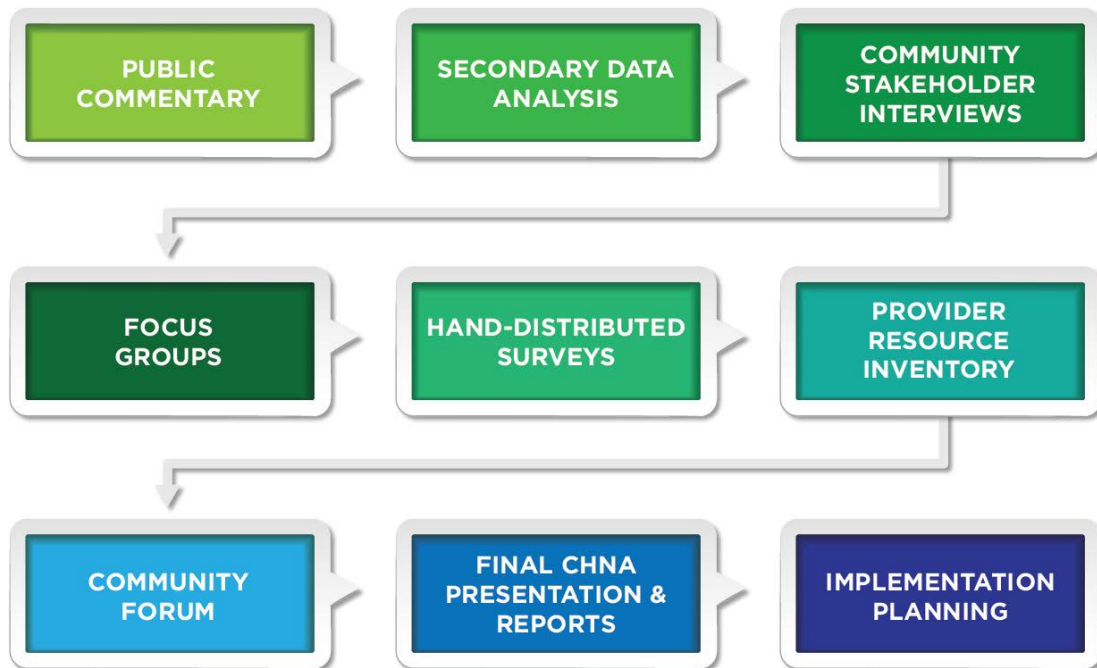 PUBLIC
COMMENTARY
SECONDARY DATA
ANALYSIS
COMMUNITY
STAKEHOLDER
INTERVIEWS
FOCUS
GROUPS
HAND-DISTRIBUTED
SURVEYS
PROVIDER
RESOURCE
INVENTORY
COMMUNITY
FORUM
FINAL CHNA
PRESENTATION &
REPORTS
IMPLEMENTATION
PLANNING